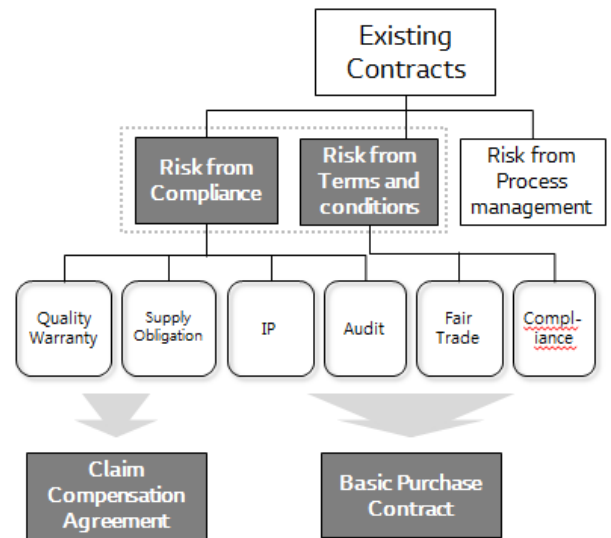 Existing
Contracts
Risk from
Compliance
Risk from
Terms and
conditions
Risk from
Process
management
Quality
Warranty
Supply
Obligation
IP
Audit
Fair
Trade
Compl-
iance
Claim
Compensation
Agreement
Basic Purchase
Contract